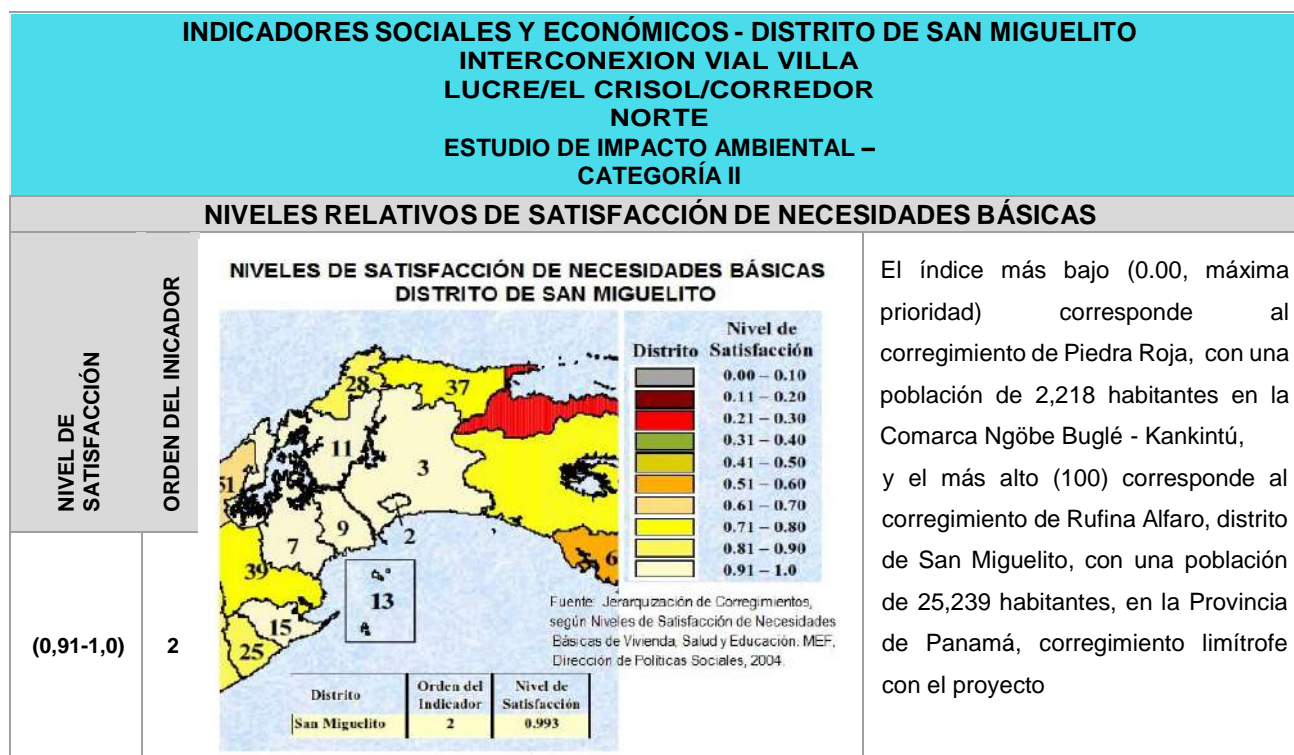 INDICADORES SOCIALES Y ECONÓMICOS - DISTRITO DE SAN MIGUELITO
INTERCONEXION VIAL VILLA
LUCRE/EL CRISOL/CORREDOR
NORTE
ESTUDIO DE IMPACTO AMBIENTAL –
CATEGORÍA II
NIVELES RELATIVOS DE SATISFACCIÓN DE NECESIDADES BÁSICAS
NIVEL DE
SATISFACCIÓN
ORDEN DEL INICADOR
(0,91-1,0)
2
NIVELES DE SATISFACCIÓN DE NECESIDADES BÁSICAS
DISTRITO DE SAN MIGUELITO
28
37
11
3
51
9
2
7
39
6
13
15
25
Nivel de
Distrito Satisfacción
0.00 – 0.10
0.11 – 0.20
0.21 – 0.30
0.31 – 0.40
0.41 – 0.50
0.51 – 0.60
0.61 – 0.70
0.71 – 0.80
0.81 – 0.90
0.91 – 1.0
Fuente: Jerarquización de Corregimientos,
según Niveles de Satisfacción de Necesidades
Básicas de Vivienda, Salud y Educación. MEF,
Dirección de Políticas Sociales, 2004.
Distrito
Orden del
Indicador
Nivel de
Satisfacción
San Miguelito 2 0.993
El índice más bajo (0.00, máxima
prioridad) corresponde al
corregimiento de Piedra Roja, con una
población de 2,218 habitantes en la
Comarca Ngöbe Buglé - Kankintú,
y el más alto (100) corresponde al
corregimiento de Rufina Alfaro, distrito
de San Miguelito, con una población
de 25,239 habitantes, en la Provincia
de Panamá, corregimiento limítrofe
con el proyecto